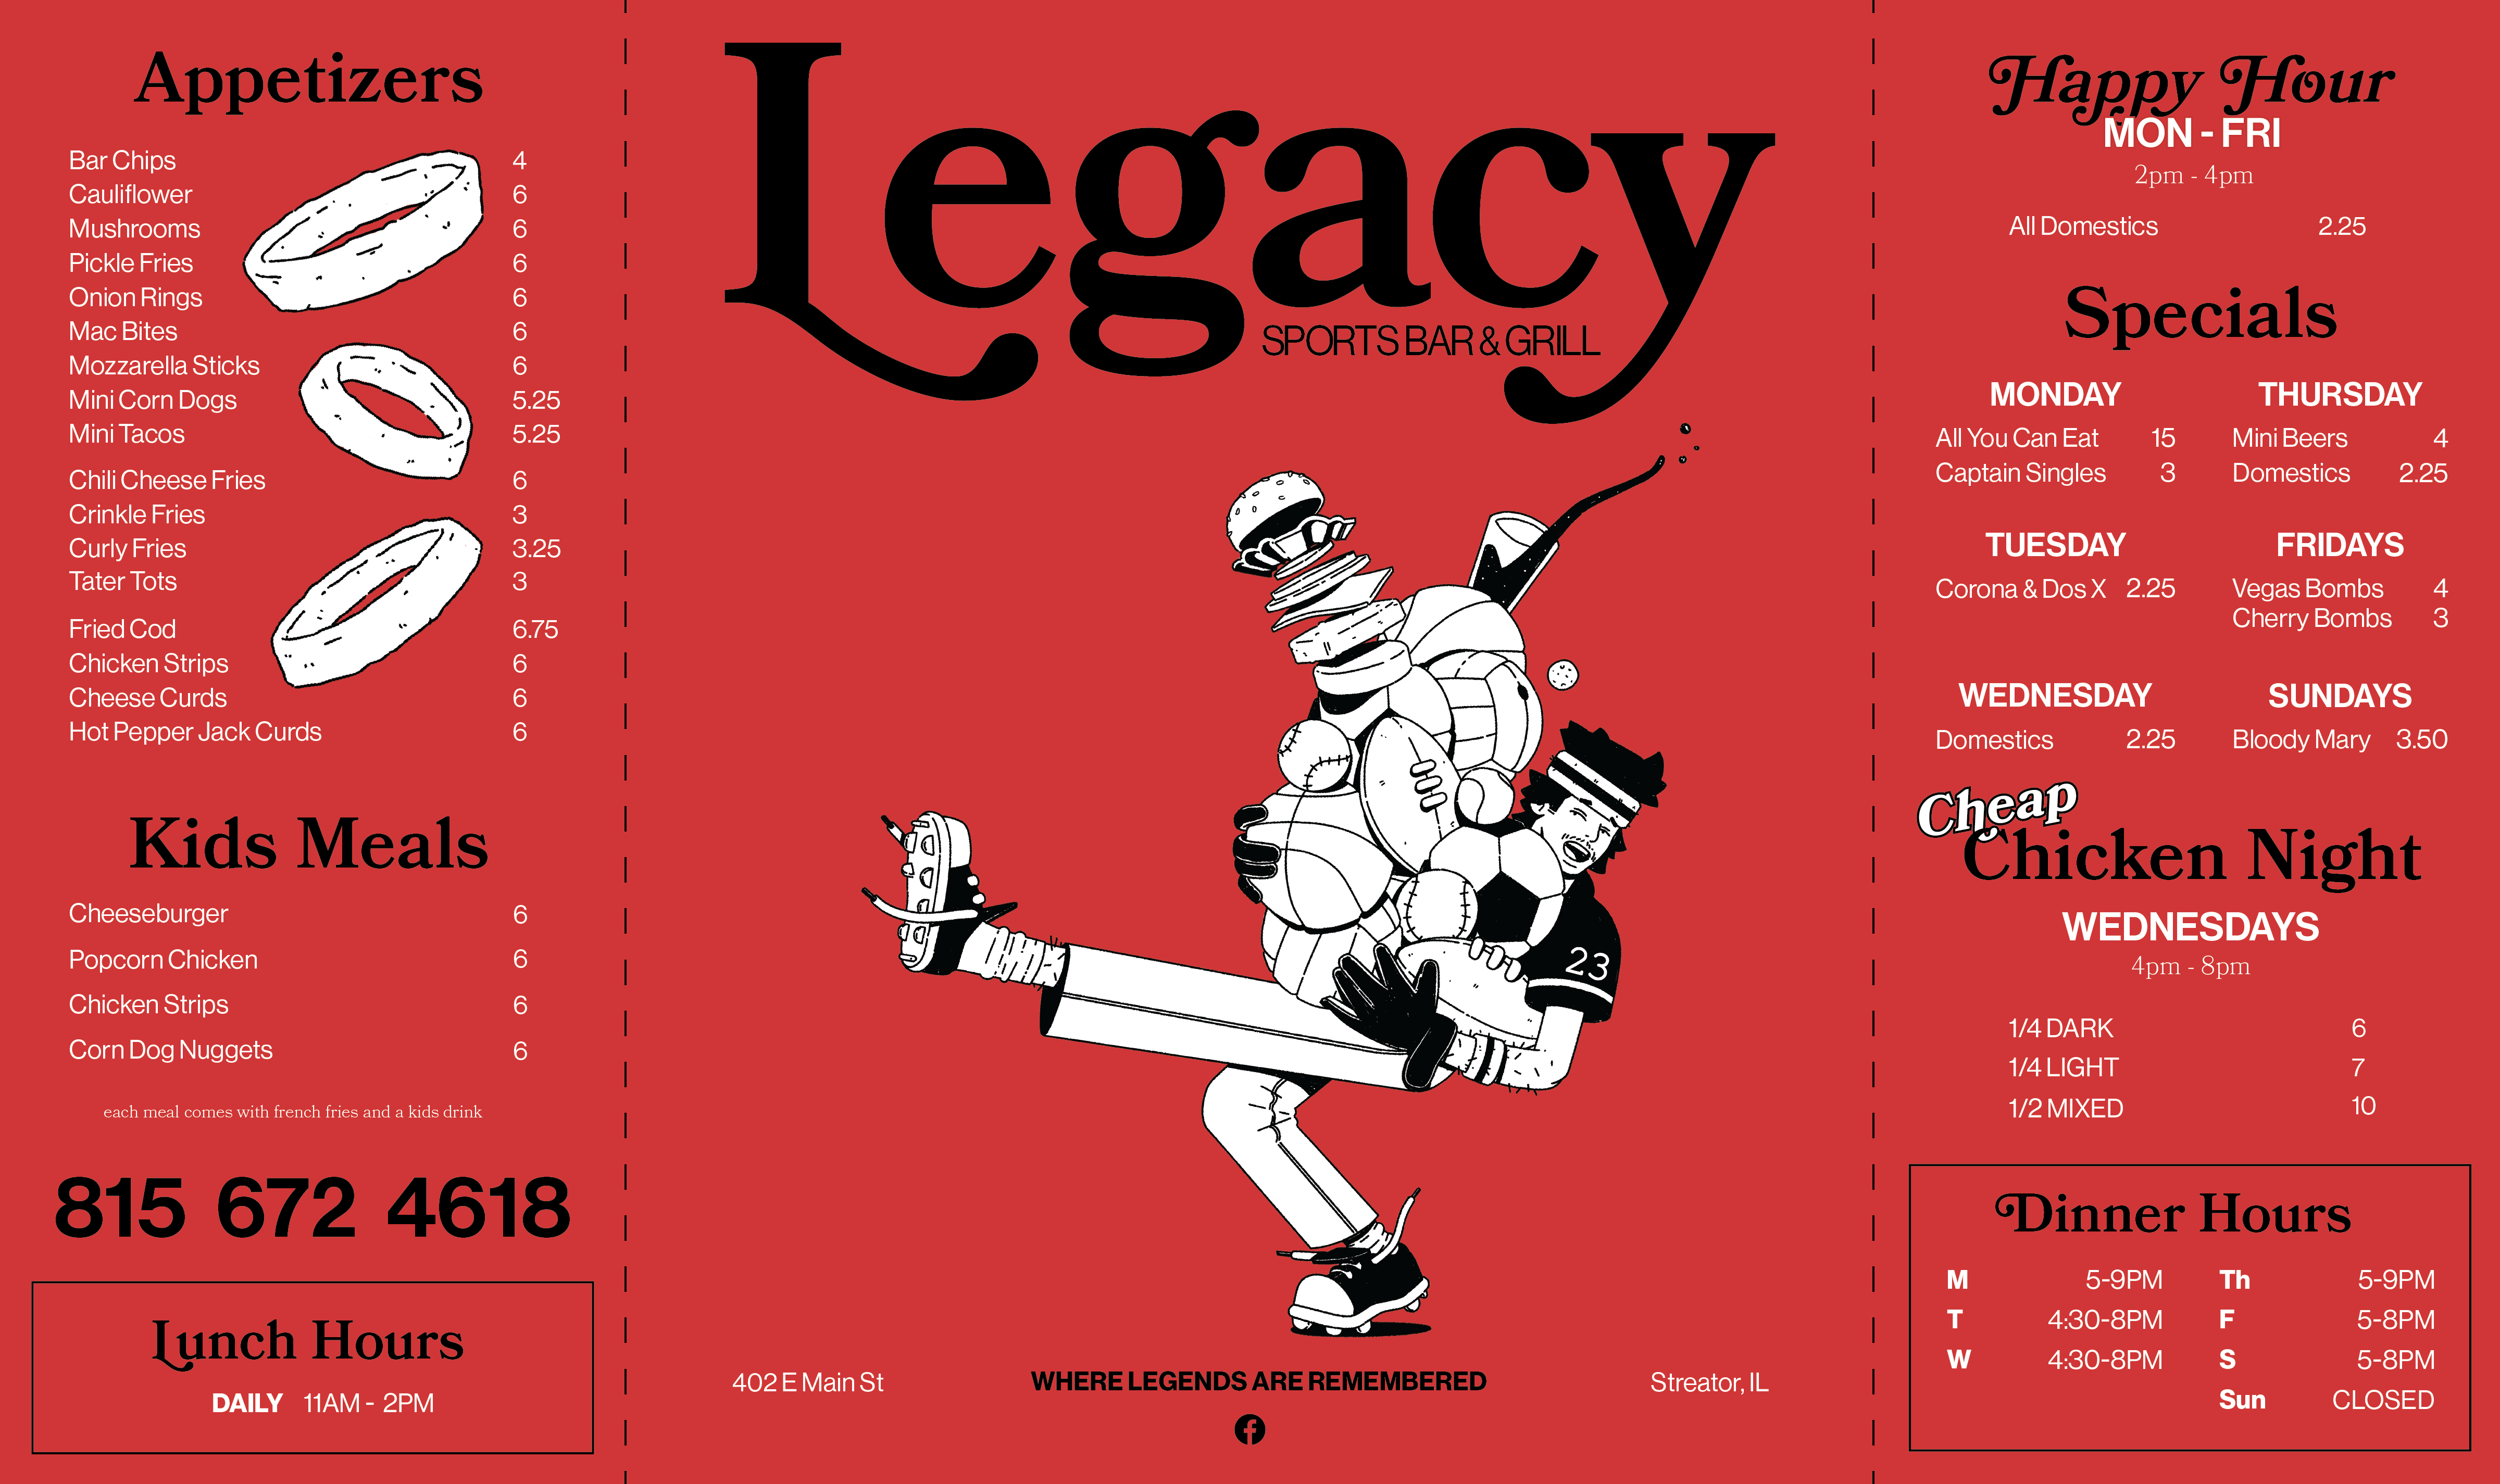 Appetizers
Bar Chips 4
Cauliflower 6
Mushrooms 6
Pickle Fries 6
Onion Rings 6
Mac Bites 6
Mozzarella Sticks 6
Mini Corn Dogs 5.25
Mini Tacos 5.25
Chili Cheese Fries 6
Crinkle Fries 3
Curly Fries 3.25
Tater Tots 3
Fried Cod 6.75
Chicken Strips 6
Cheese Curds 6
Hot Pepper Jack Curds 6
Kids Meals
Cheeseburger 6
Popcorn Chicken 6
Chicken Strips 6
Corn Dog Nuggets 6
each meal comes with french fries and a kids drink
815 672 4618
Lunch Hours
DAILY 11AM - 2PM
Legacy
SPORTS BAR & GRILL
23
402 E Main St
WHERE LEGENDS ARE REMEMBERED
Streator, IL
Happy Hour
MON - FRI
2pm - 4pm
All Domestics 2.25
Specials
MONDAY
All You Can Eat 15
Captain Singles 3
THURSDAY
Mini Beers 4
Domestics 2.25
TUESDAY
Corona & Dos X 2.25
FRIDAYS
Vegas Bombs 4
Cherry Bombs 3
WEDNESDAY
Domestics 2.25
SUNDAYS
Bloody Mary 3.50
Cheap
Chicken Night
WEDNESDAYS
4pm - 8pm
1/4 DARK 6
1/4 LIGHT 7
1/2 MIXED 10
Dinner Hours
M 5-9PM
T 4:30-8PM
W 4:30-8PM
Th 5-9PM
F 5-8PM
S 5-8PM
Sun CLOSED